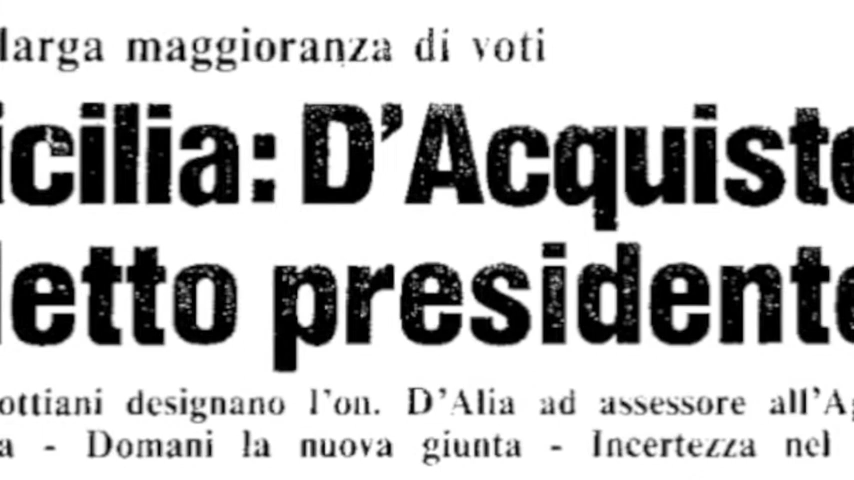 larga maggioranza di voti
icilia: D'Acquisto
letto presidente
ottiani designano l'on. D'Alia ad assessore all'Ag
a - Domani la nuova giunta - Incertezza nel